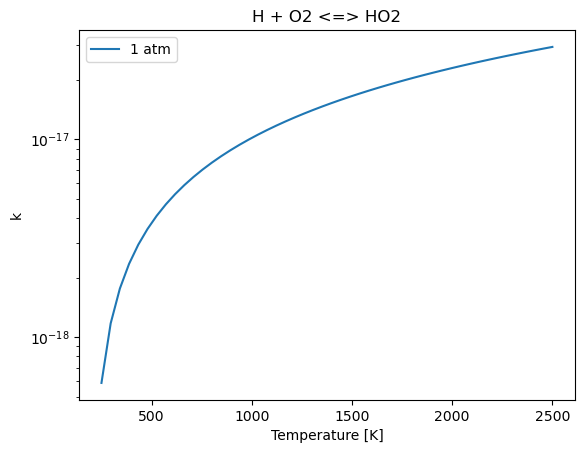 H + O2 <=> HO2
1 atm
10⁻¹⁷
k
10⁻¹⁸
500 1000 1500 2000 2500
Temperature [K]